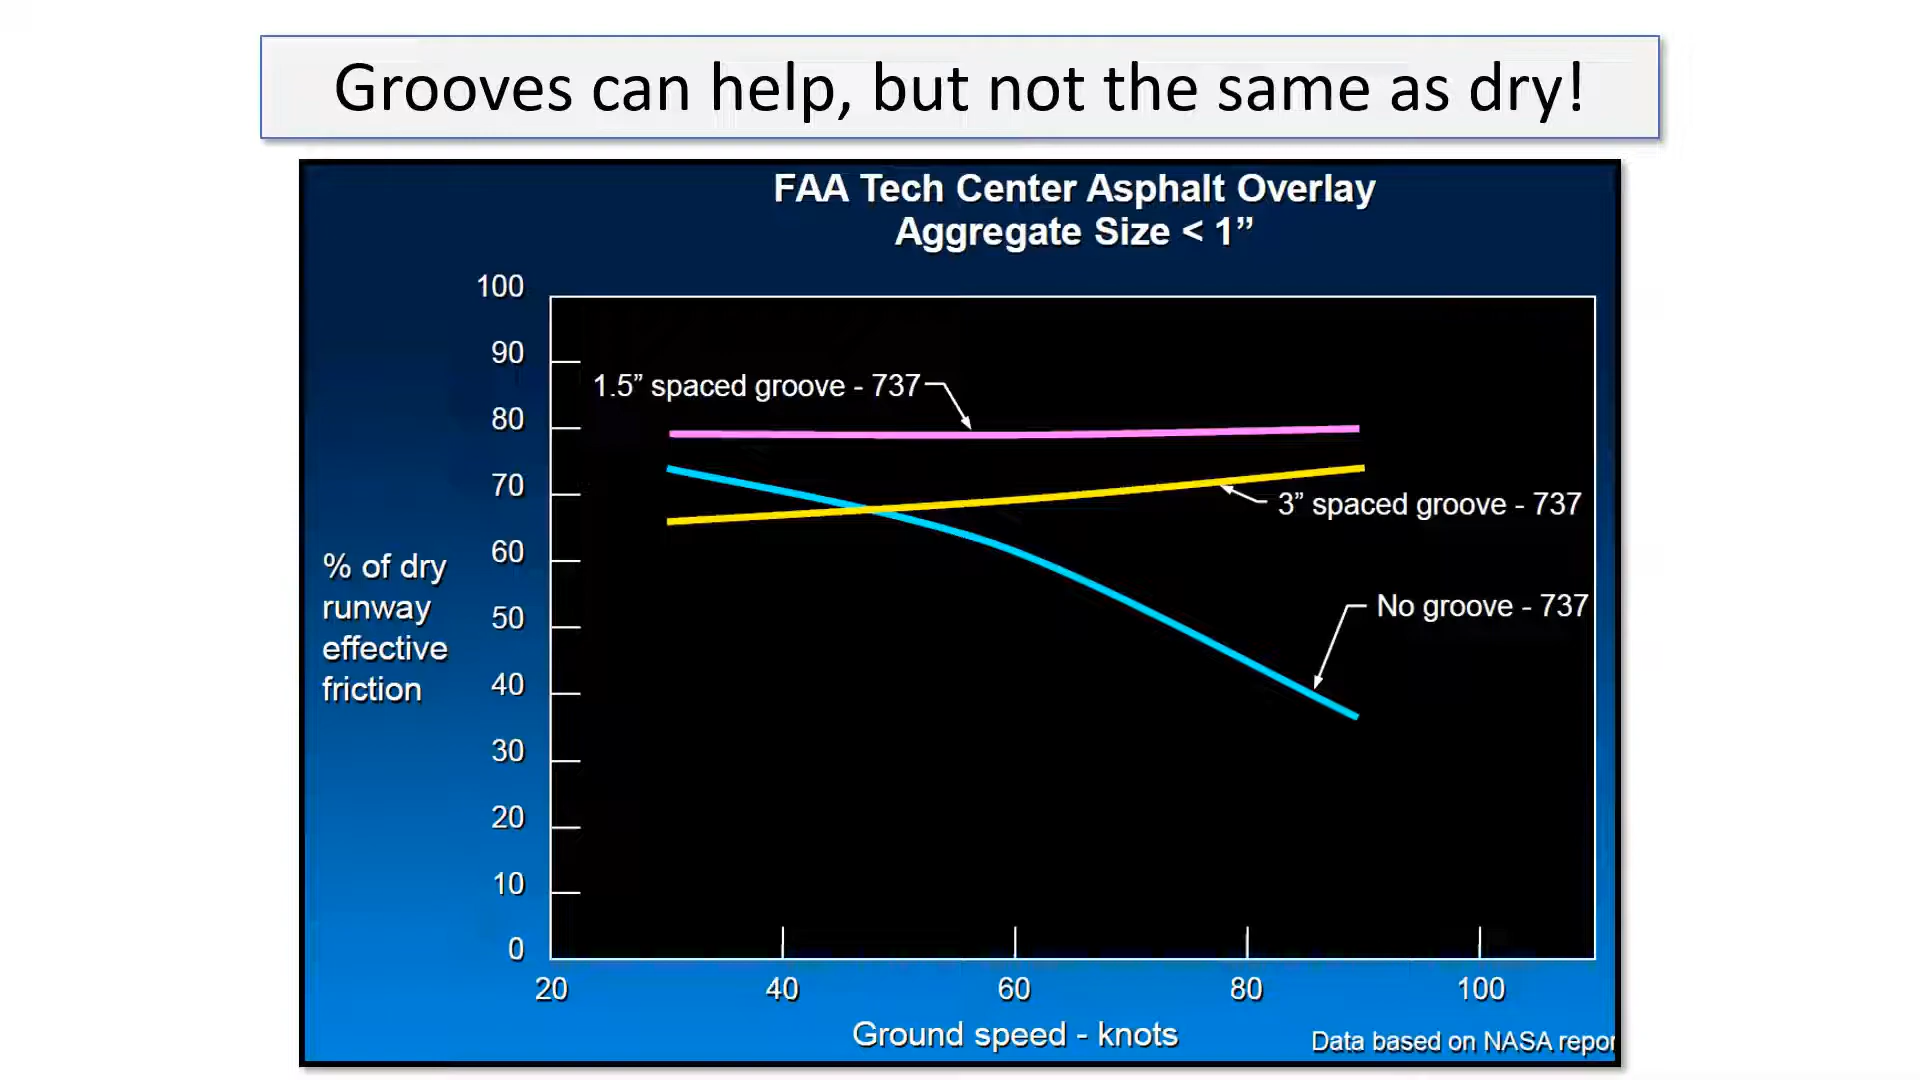 Grooves can help, but not the same as dry!
FAA Tech Center Asphalt Overlay
Aggregate Size < 1”
100
90
1.5” spaced groove - 737
80
70
3” spaced groove - 737
60
% of dry
runway
effective
friction
No groove - 737
50
40
30
20
10
0
20 40 60 80 100
Ground speed - knots
Data based on NASA